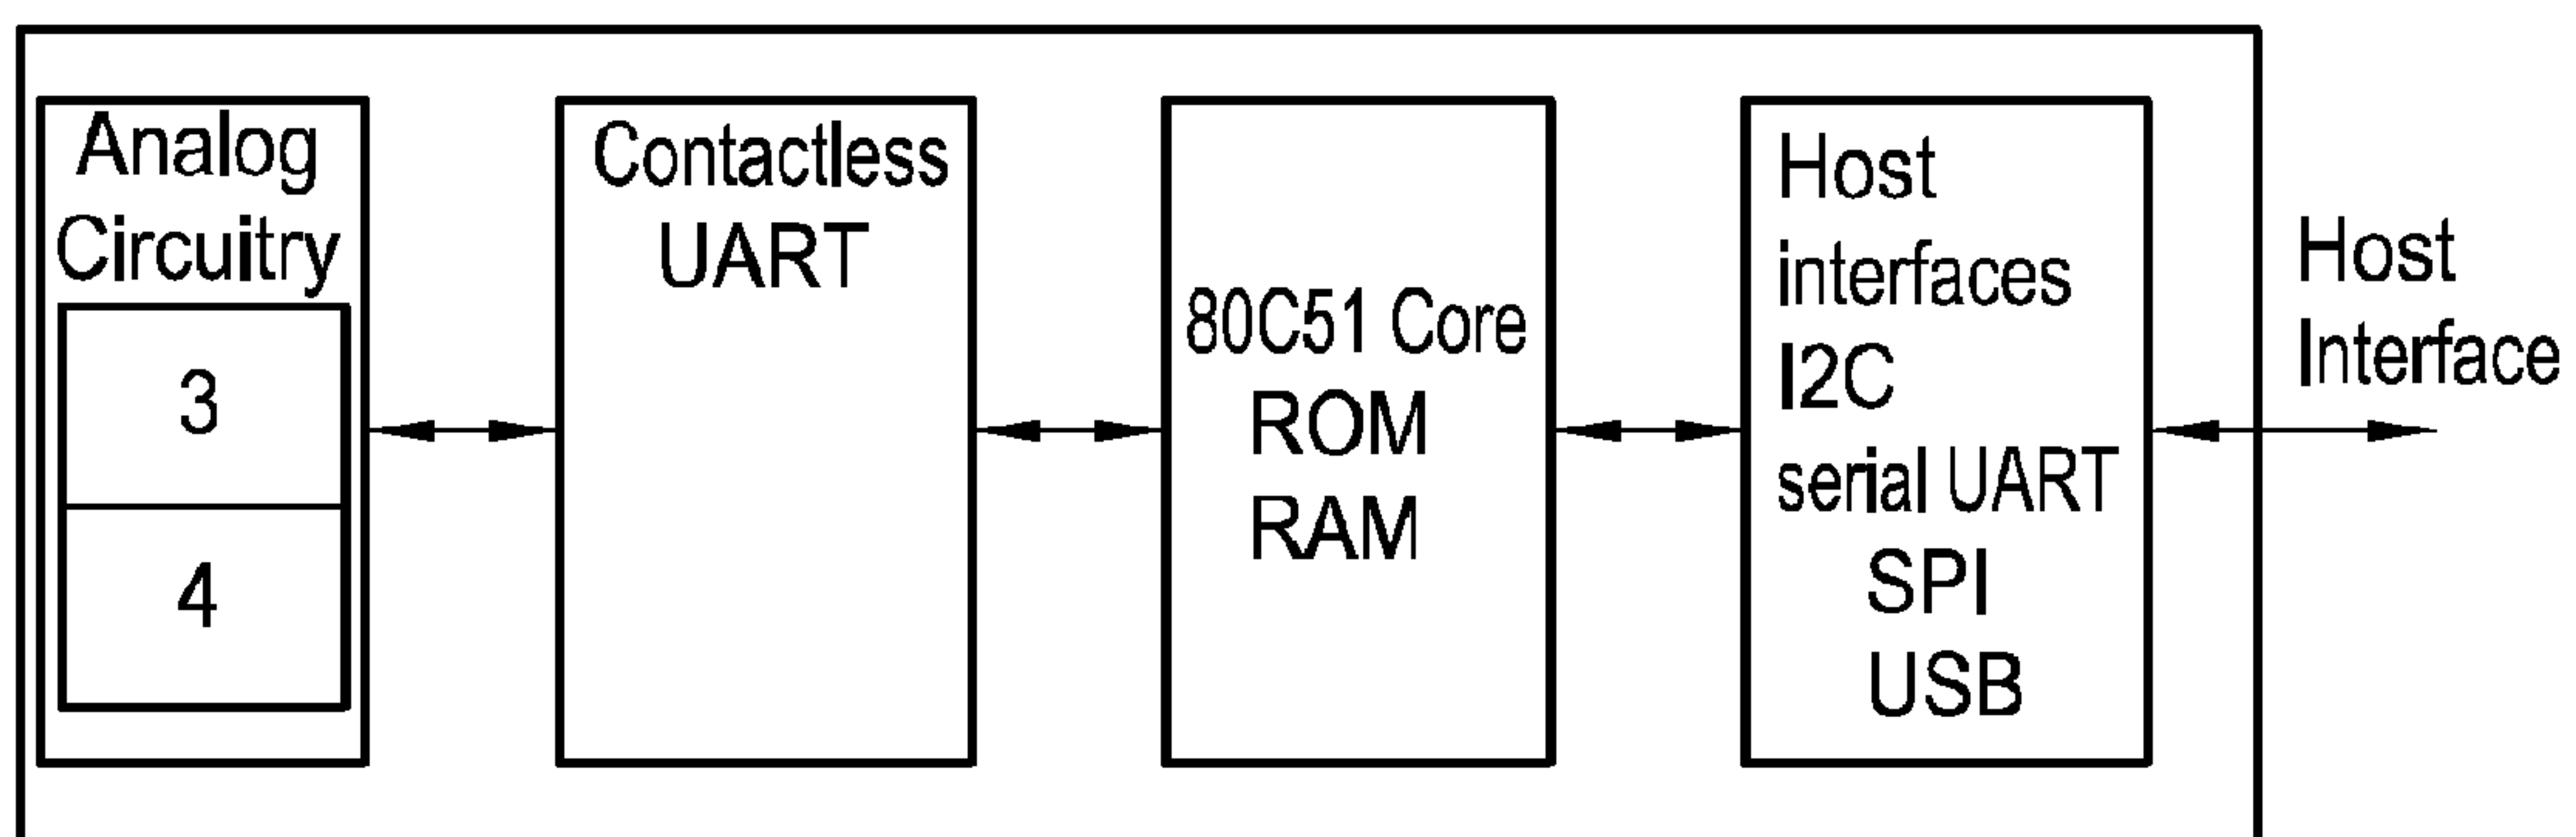 Analog
Circuitry
3
4
Contactless
UART
80C51 Core
ROM
RAM
Host
interfaces
I2C
serial UART
SPI
USB
Host
Interface